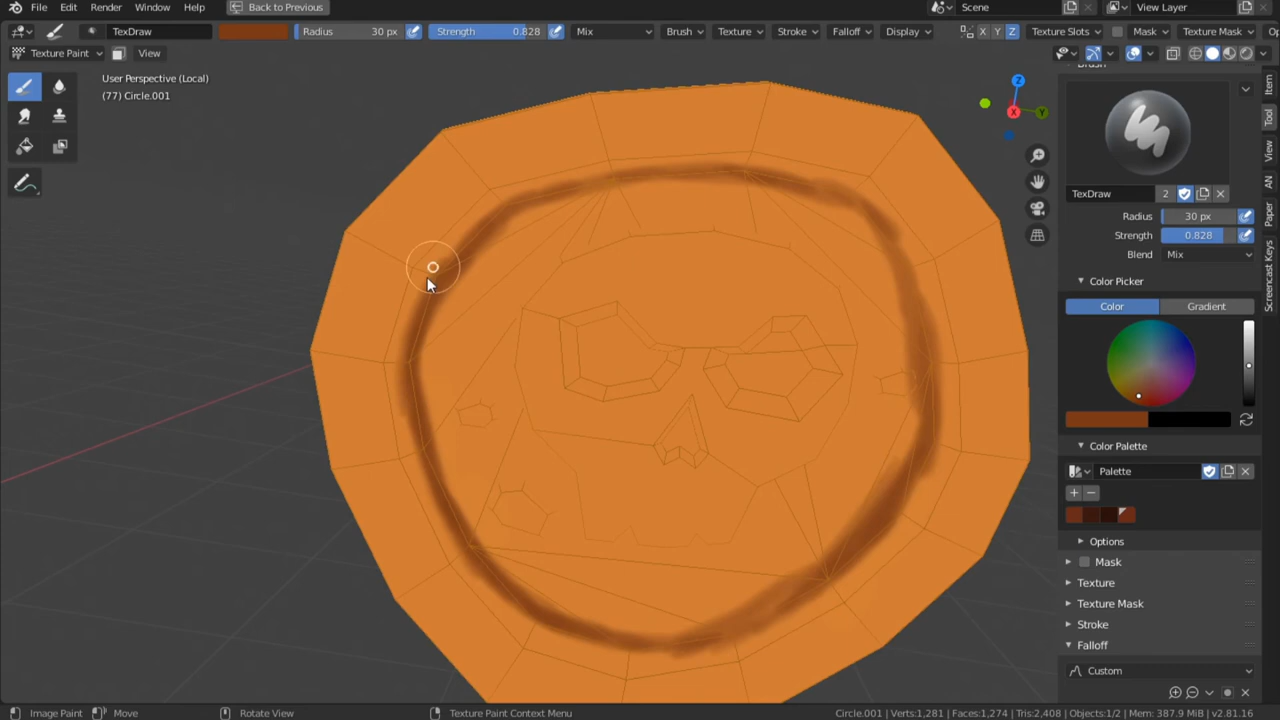 File Edit Render Window Help Back to Previous Scene View Layer
TexDraw Radius 30 px Strength 0.828 Mix Brush Texture Stroke Falloff Display X Y Z Texture Slots Mask Texture Mask
Texture Paint View
User Perspective (Local)
(77) Circle.001
Z
Y
X
Brush
Item
Tool
View
AN
Paper
Screencast Keys
TexDraw 2
Radius 30 px
Strength 0.828
Blend Mix
Color Picker
Color Gradient
Color Palette
Palette
Options
Mask
Texture
Texture Mask
Stroke
Falloff
Custom
Image Paint Move Rotate View Texture Paint Context Menu Circle.001 | Verts:1,281 | Faces:1,274 | Tris:2,408 | Objects:1/2 | Mem: 387.9 MiB | v2.81.16